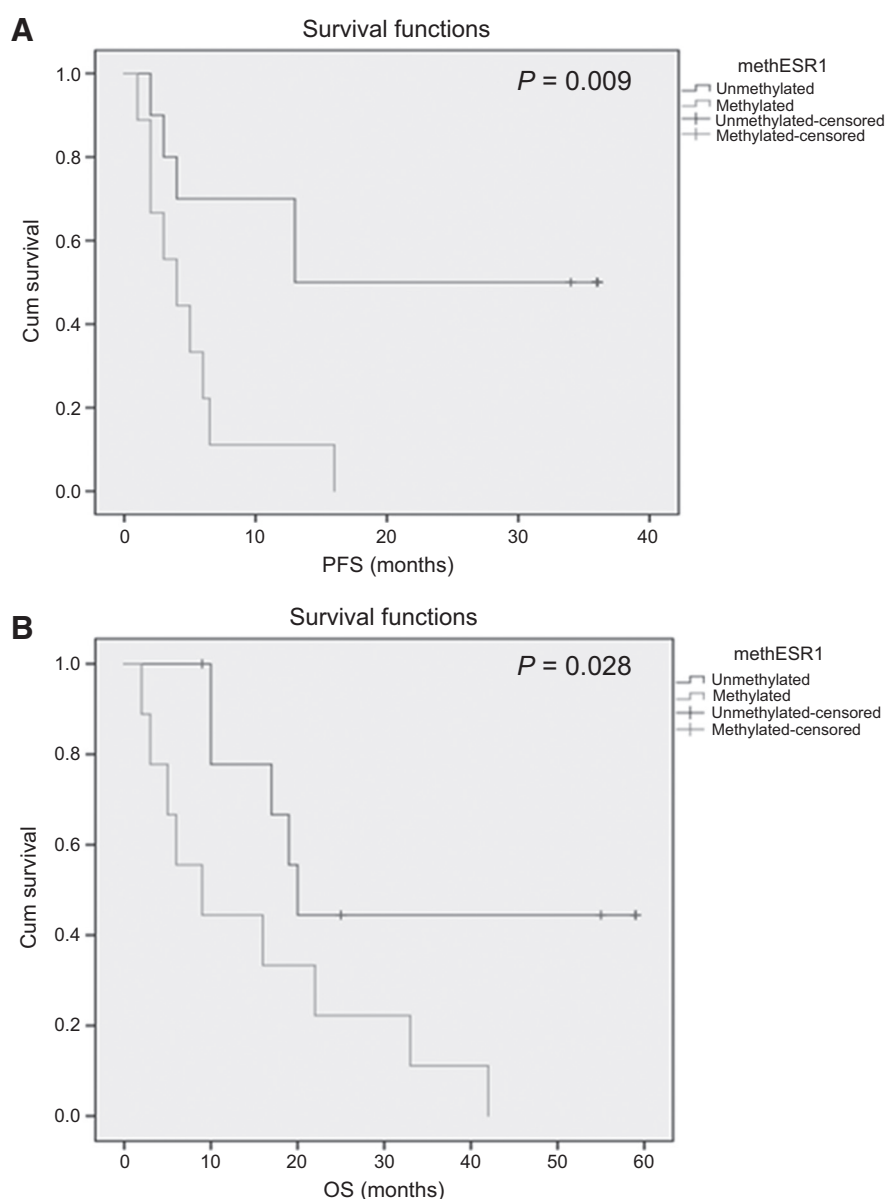 A
Survival functions
P = 0.009
methESR1
Unmethylated
Methylated
Unmethylated-censored
Methylated-censored
Cum survival
1.0
0.8
0.6
0.4
0.2
0.0
0 10 20 30 40
PFS (months)
B
Survival functions
P = 0.028
methESR1
Unmethylated
Methylated
Unmethylated-censored
Methylated-censored
Cum survival
1.0
0.8
0.6
0.4
0.2
0.0
0 10 20 30 40 50 60
OS (months)